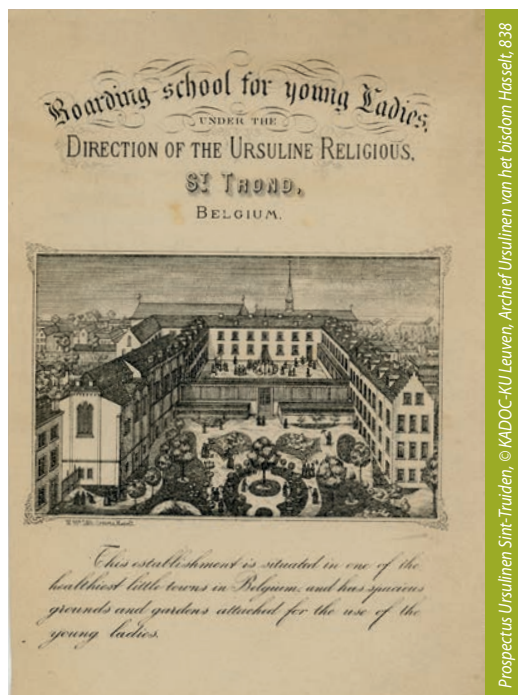 Boarding school for young Ladies,
UNDER THE
DIRECTION OF THE URSULINE RELIGIOUS,
ST TROND,
BELGIUM.
This establishment is situated in one of the
healthiest little towns in Belgium, and has spacious
grounds and gardens attached for the use of the
young ladies.
Prospectus Ursulinen Sint-Truiden, © KADOC-KU Leuven, Archief Ursulinen van het bisdom Hasselt, 838